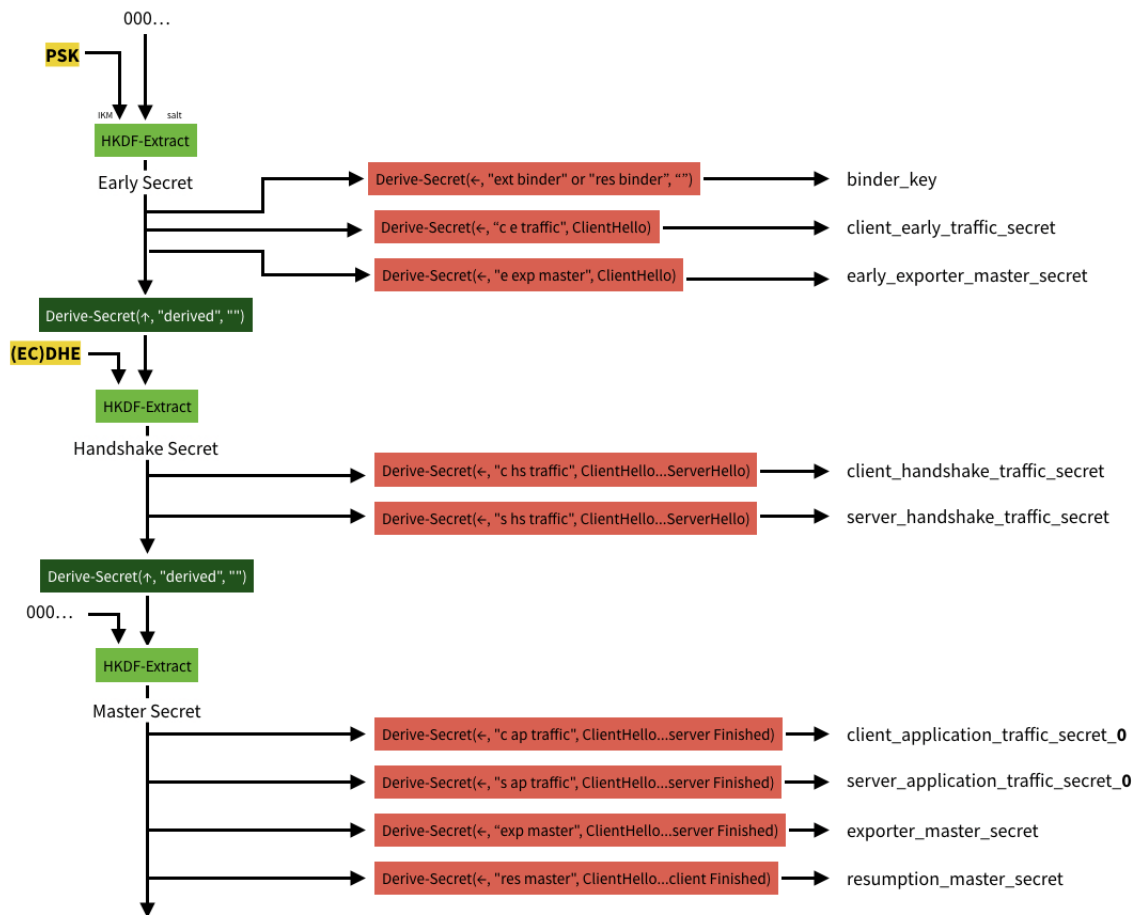 000…
PSK
IKM
salt
HKDF-Extract
Early Secret
Derive-Secret(←, "ext binder" or "res binder”, “”)
binder_key
Derive-Secret(←, “c e traffic”, ClientHello)
client_early_traffic_secret
Derive-Secret(←, "e exp master”, ClientHello)
early_exporter_master_secret
Derive-Secret(↑, "derived", "")
(EC)DHE
HKDF-Extract
Handshake Secret
Derive-Secret(←, "c hs traffic", ClientHello...ServerHello)
client_handshake_traffic_secret
Derive-Secret(←, "s hs traffic", ClientHello...ServerHello)
server_handshake_traffic_secret
Derive-Secret(↑, "derived", "")
000…
HKDF-Extract
Master Secret
Derive-Secret(←, "c ap traffic", ClientHello...server Finished)
client_application_traffic_secret_0
Derive-Secret(←, "s ap traffic", ClientHello...server Finished)
server_application_traffic_secret_0
Derive-Secret(←, “exp master”, ClientHello...server Finished)
exporter_master_secret
Derive-Secret(←, "res master", ClientHello...client Finished)
resumption_master_secret